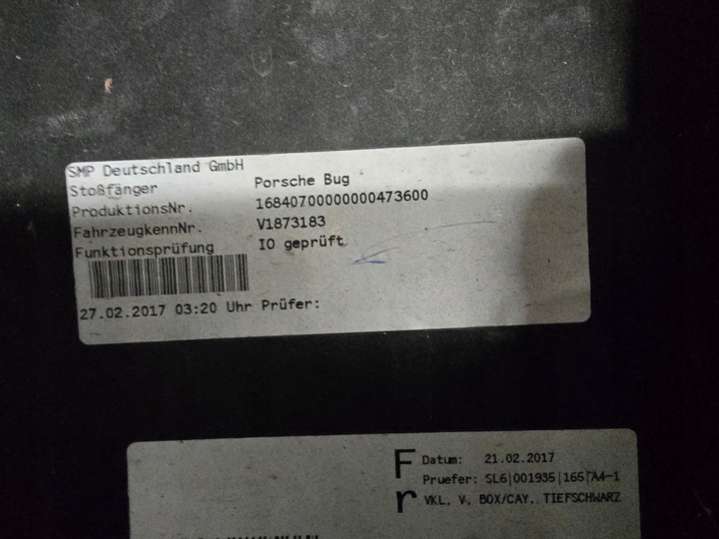 SMP Deutschland GmbH
Stoßfänger Porsche Bug
ProduktionsNr. 16840700000000473600
FahrzeugkennNr. V1873183
Funktionsprüfung IO geprüft
27.02.2017 03:20 Uhr Prüfer:
Fr
Datum: 21.02.2017
Pruefer: SL6|001935|165|A4-1
VKL. V. BOX/CAY. TIEFSCHWARZ